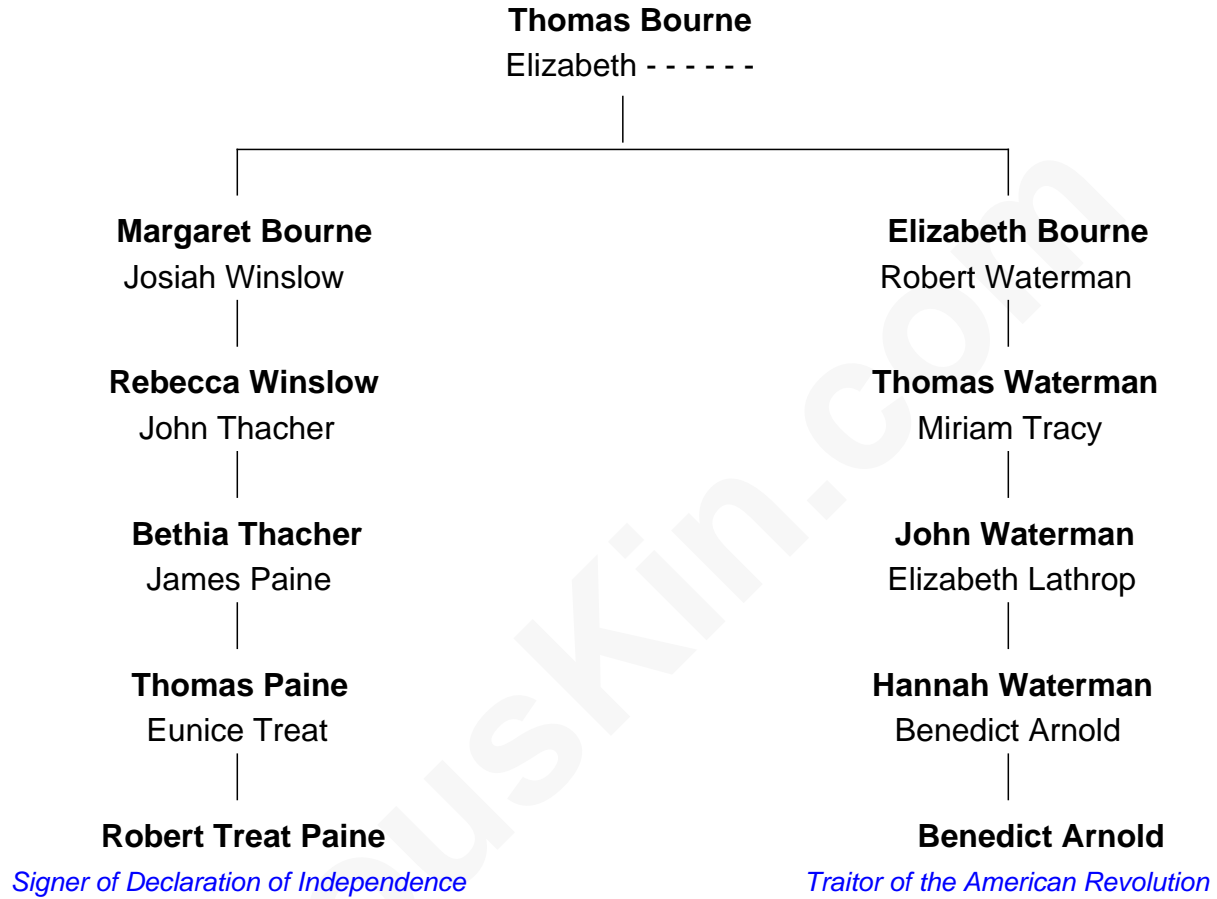 Thomas Bourne
Elizabeth - - - - - -
Margaret Bourne
Josiah Winslow
Rebecca Winslow
John Thacher
Bethia Thacher
James Paine
Thomas Paine
Eunice Treat
Robert Treat Paine
Signer of Declaration of Independence
Elizabeth Bourne
Robert Waterman
Thomas Waterman
Miriam Tracy
John Waterman
Elizabeth Lathrop
Hannah Waterman
Benedict Arnold
Benedict Arnold
Traitor of the American Revolution
ousKin.com